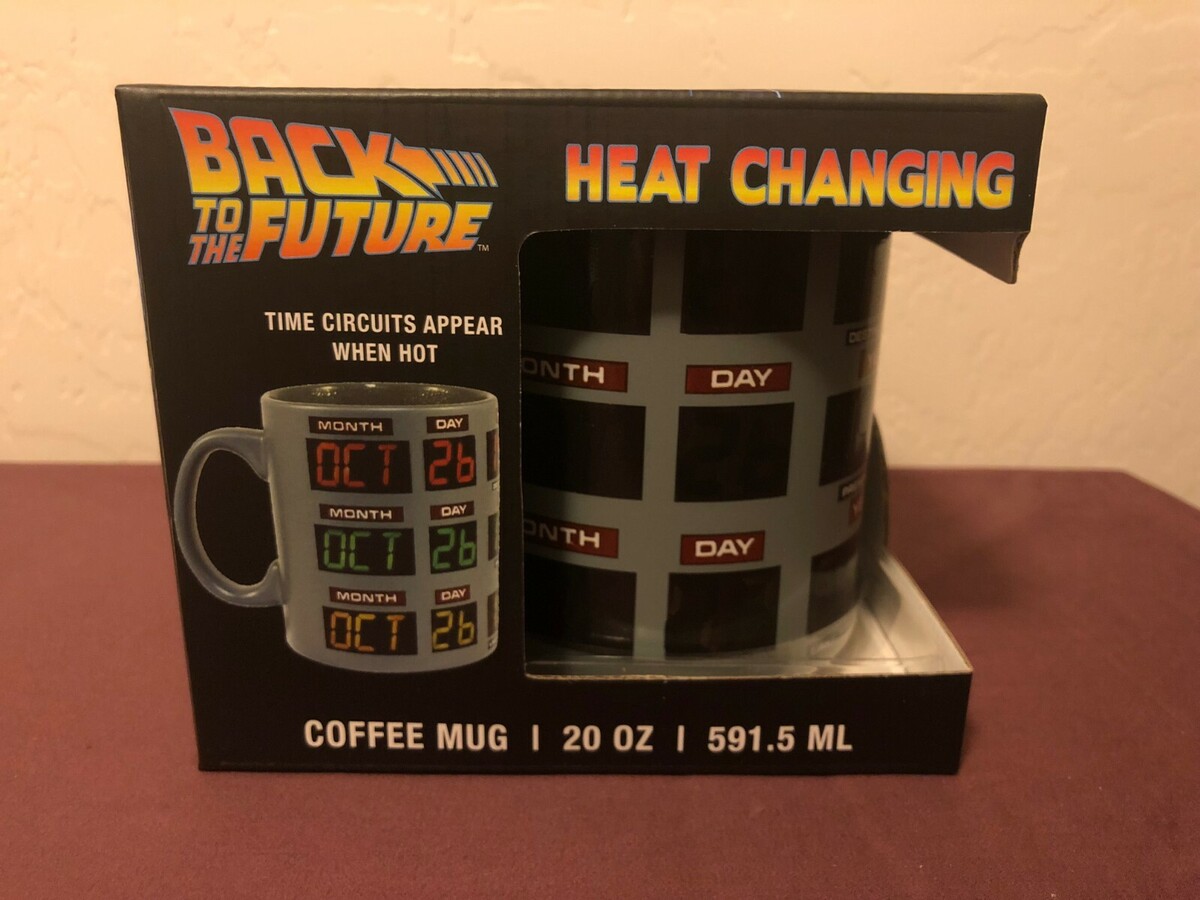 BACK
TO
THE FUTURE™
HEAT CHANGING
TIME CIRCUITS APPEAR
WHEN HOT
MONTH DAY
OCT 26
MONTH DAY
OCT 26
MONTH DAY
OCT 26
ONTH DAY
ONTH DAY
COFFEE MUG | 20 OZ | 591.5 ML